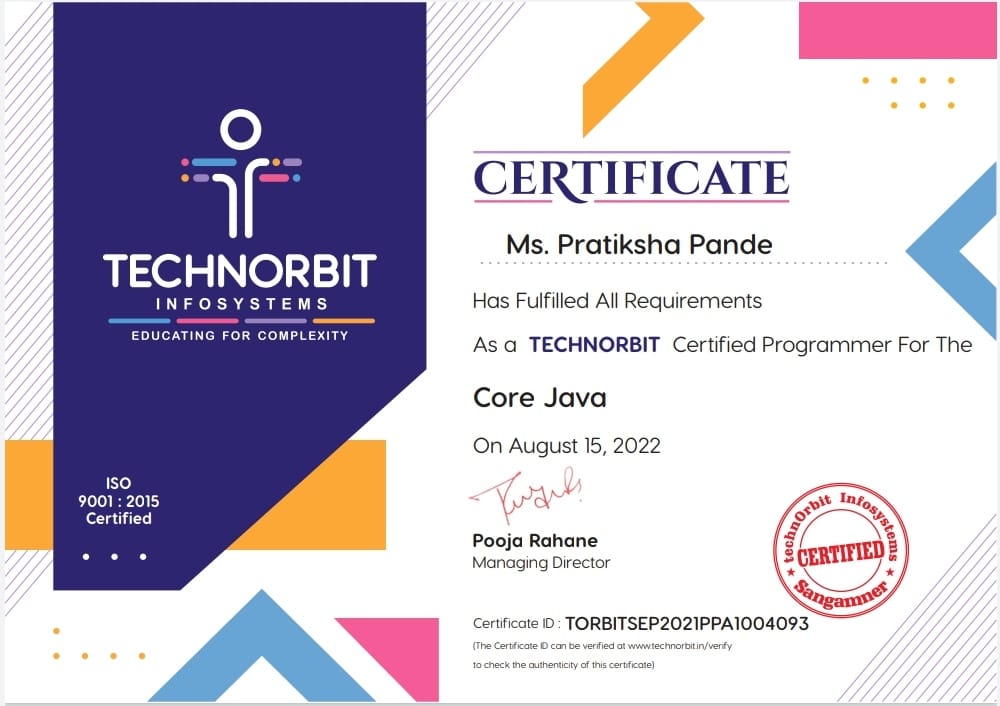 TECHNORBIT
INFOSYSTEMS
EDUCATING FOR COMPLEXITY
ISO
9001 : 2015
Certified
CERTIFICATE
Ms. Pratiksha Pande
Has Fulfilled All Requirements
As a TECHNORBIT Certified Programmer For The
Core Java
On August 15, 2022
Pooja Rahane
Managing Director
technOrbit Infosystems
CERTIFIED
Sangamner
Certificate ID : TORBITSEP2021PPA1004093
(The Certificate ID can be verified at www.technorbit.in/verify
to check the authenticity of this certificate)